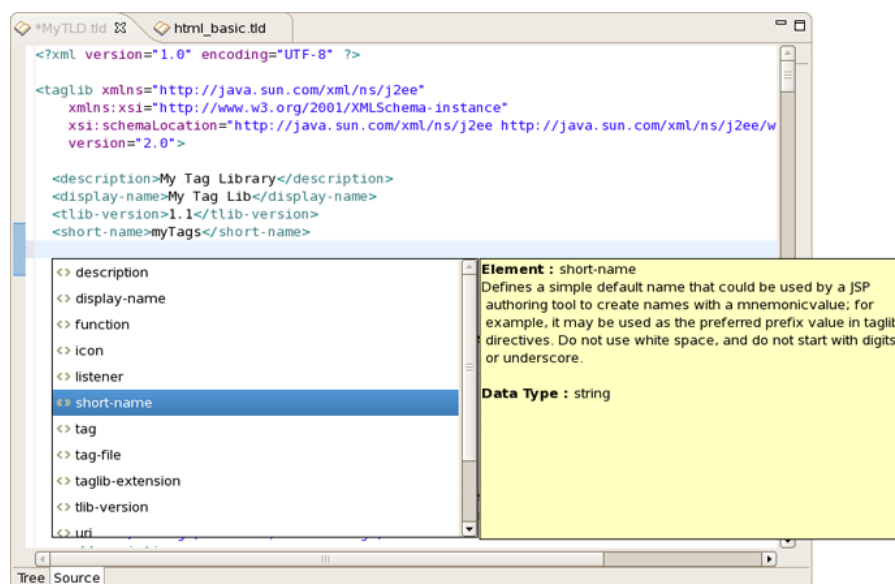 *MyTLD.tld html_basic.tld
<?xml version="1.0" encoding="UTF-8" ?>
<taglib xmlns="http://java.sun.com/xml/ns/j2ee"
xmlns:xsi="http://www.w3.org/2001/XMLSchema-instance"
xsi:schemaLocation="http://java.sun.com/xml/ns/j2ee http://java.sun.com/xml/ns/j2ee/w
version="2.0">
<description>My Tag Library</description>
<display-name>My Tag Lib</display-name>
<tlib-version>1.1</tlib-version>
<short-name>myTags</short-name>
description
display-name
function
icon
listener
short-name
tag
tag-file
taglib-extension
tlib-version
uri
Element : short-name
Defines a simple default name that could be used by a JSP
authoring tool to create names with a mnemonicvalue; for
example, it may be used as the preferred prefix value in taglib
directives. Do not use white space, and do not start with digits
or underscore.
Data Type : string
Tree Source